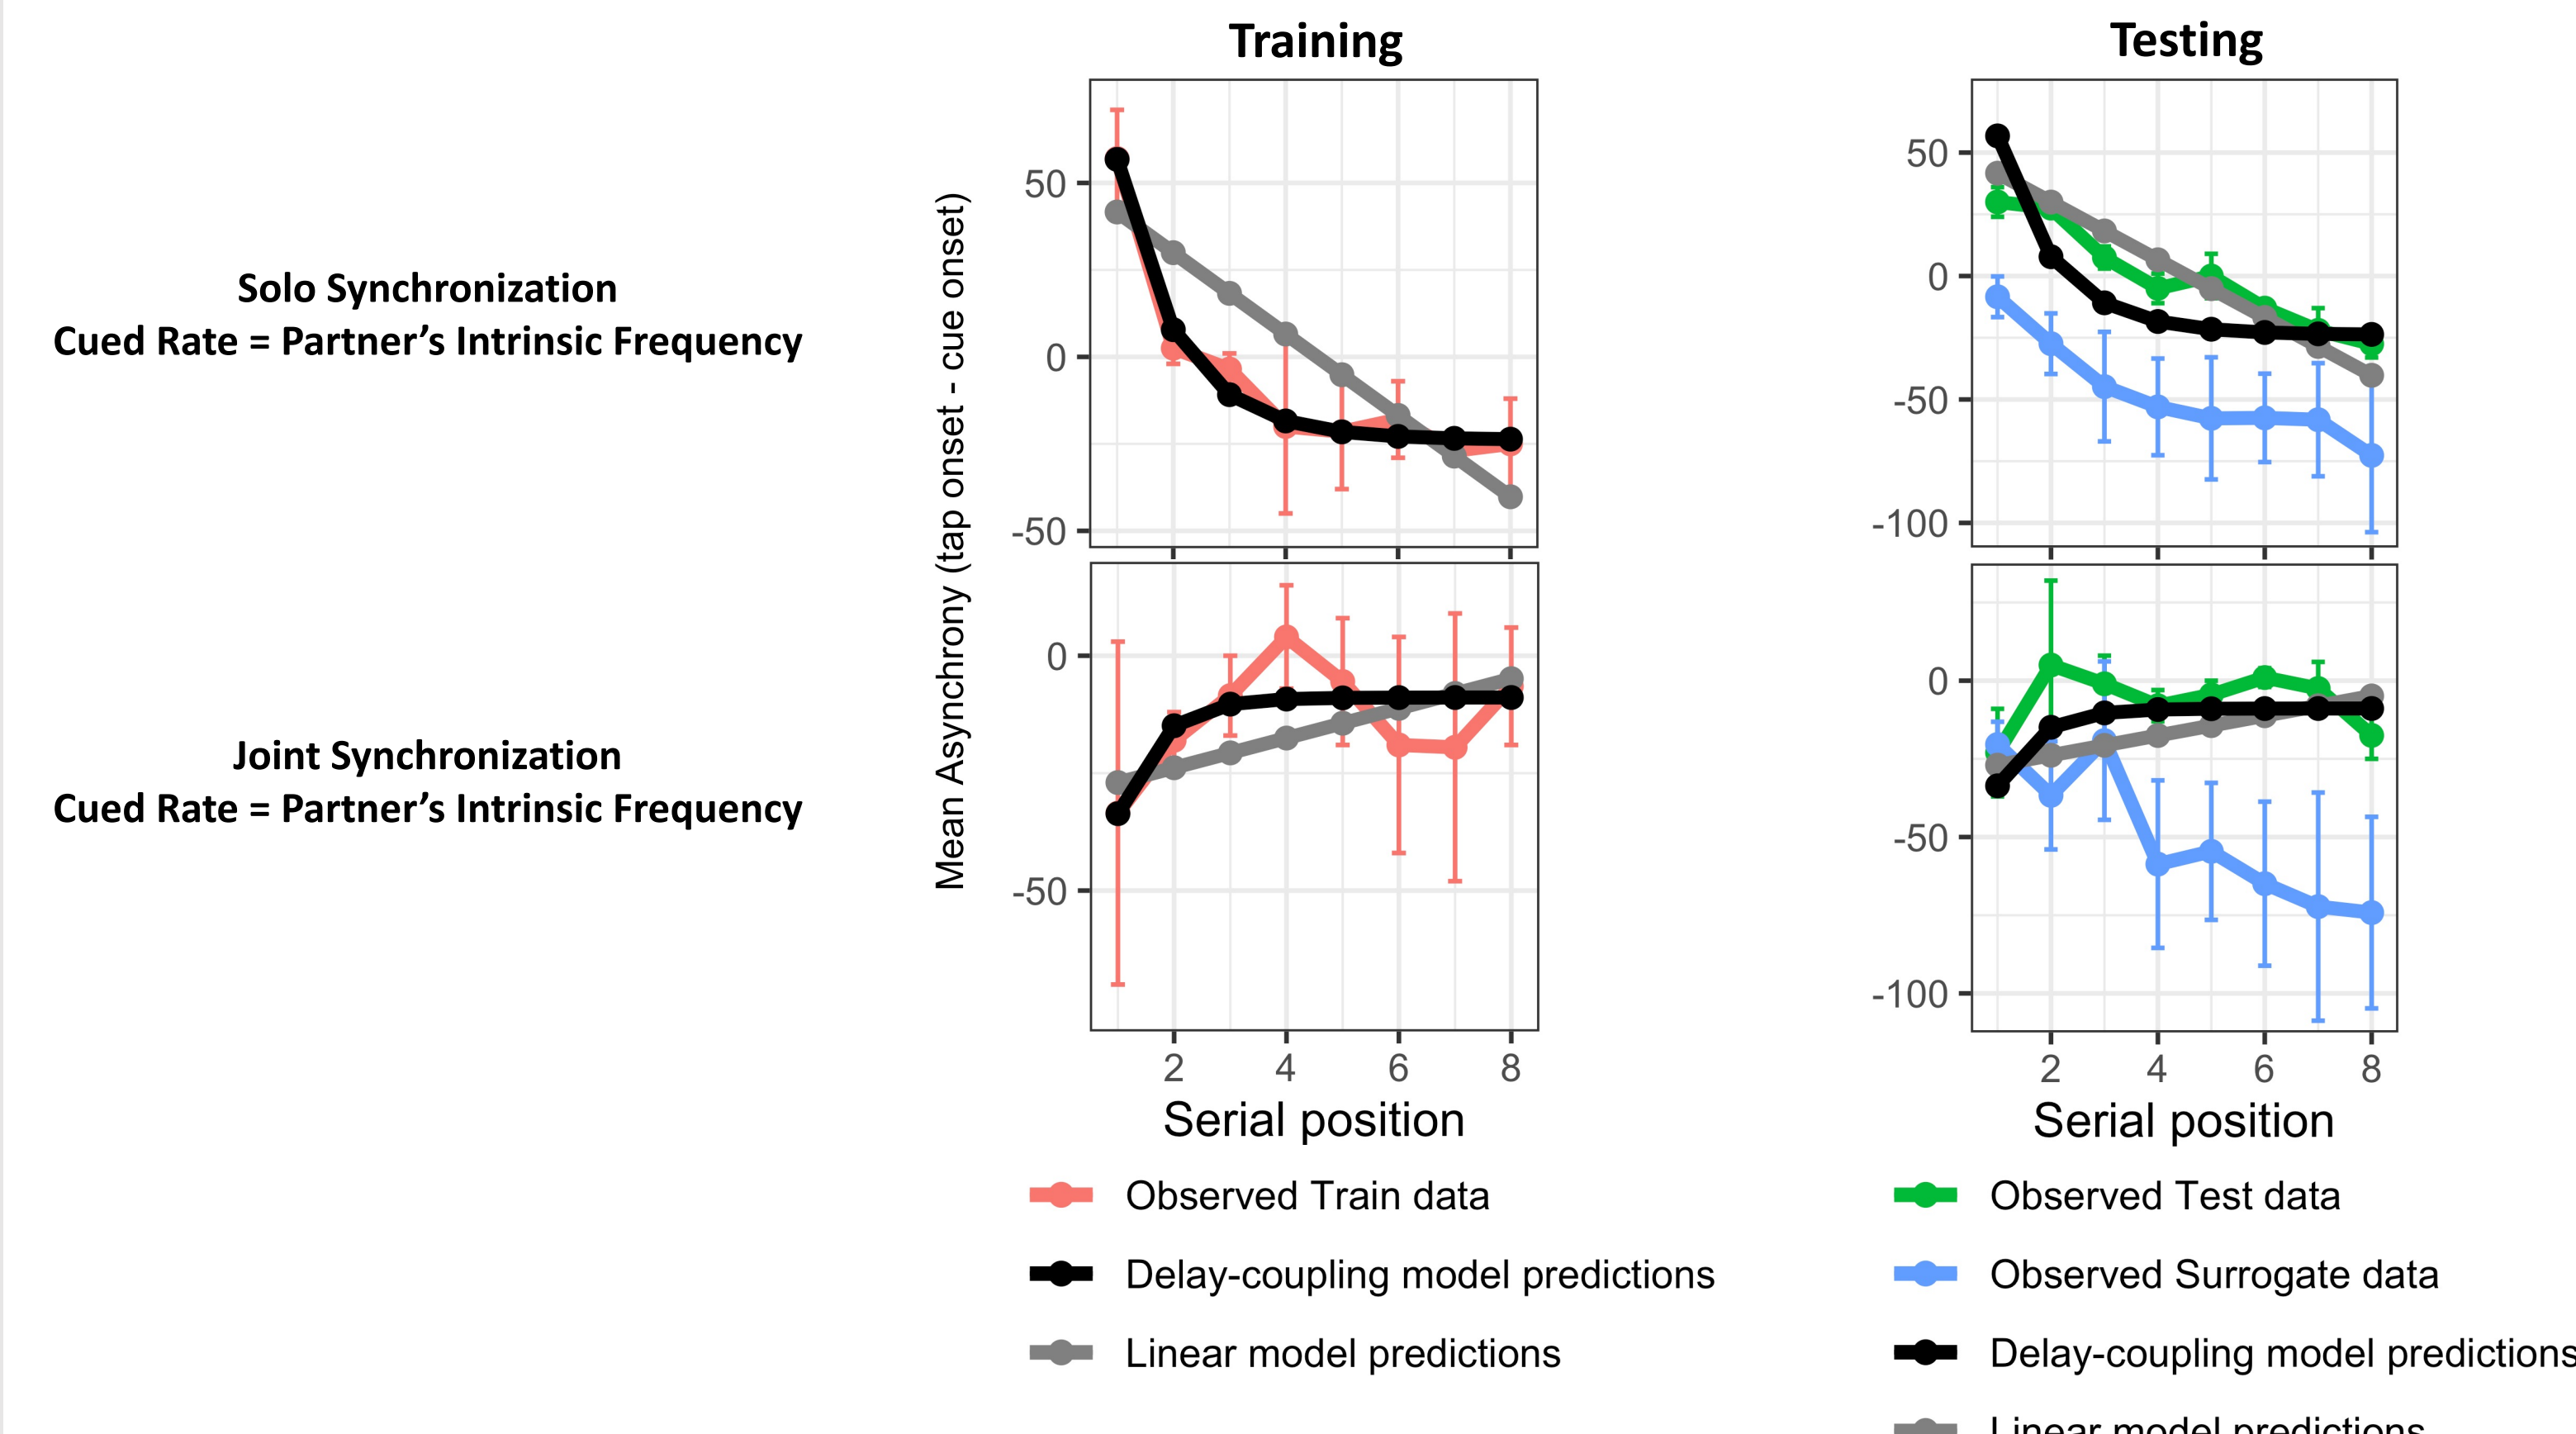 Training
Testing
Solo Synchronization
Cued Rate = Partner's Intrinsic Frequency
Joint Synchronization
Cued Rate = Partner's Intrinsic Frequency
Mean Asynchrony (tap onset - cue onset)
50
0
-50
0
-50
2 4 6 8
Serial position
50
0
-50
-100
0
-50
-100
2 4 6 8
Serial position
Observed Train data
Delay-coupling model predictions
Linear model predictions
Observed Test data
Observed Surrogate data
Delay-coupling model predictions
Linear model predictions